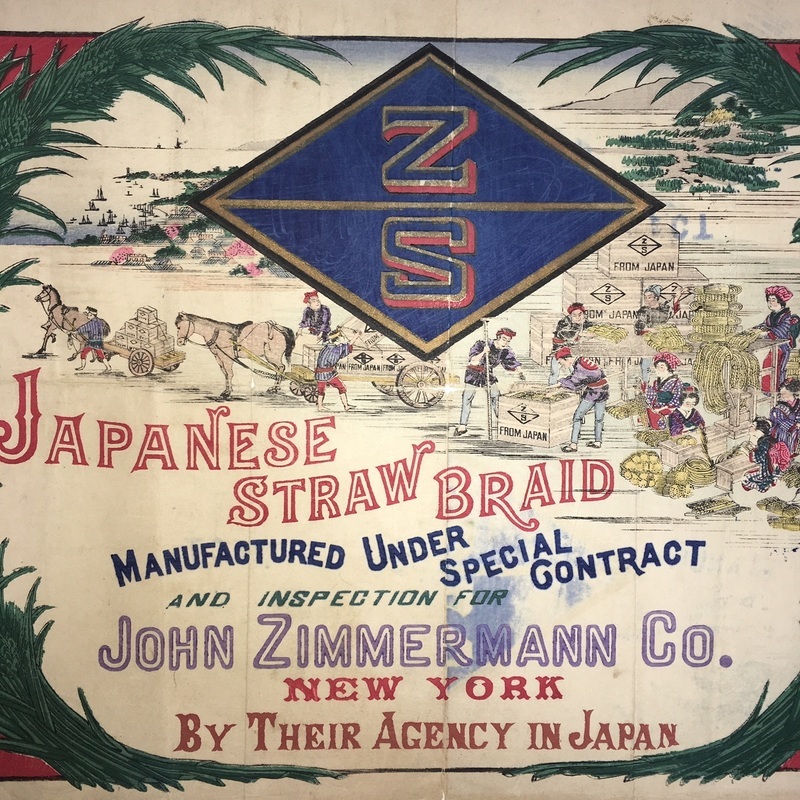 Z
S
Z
S
FROM JAPAN
Z
S
FROM JAPAN
FROM JAPAN
Z
S
FROM JAPAN
JAPANESE
STRAW BRAID
MANUFACTURED UNDER
SPECIAL
CONTRACT
AND INSPECTION FOR
JOHN ZIMMERMANN CO.
NEW YORK
BY THEIR AGENCY IN JAPAN